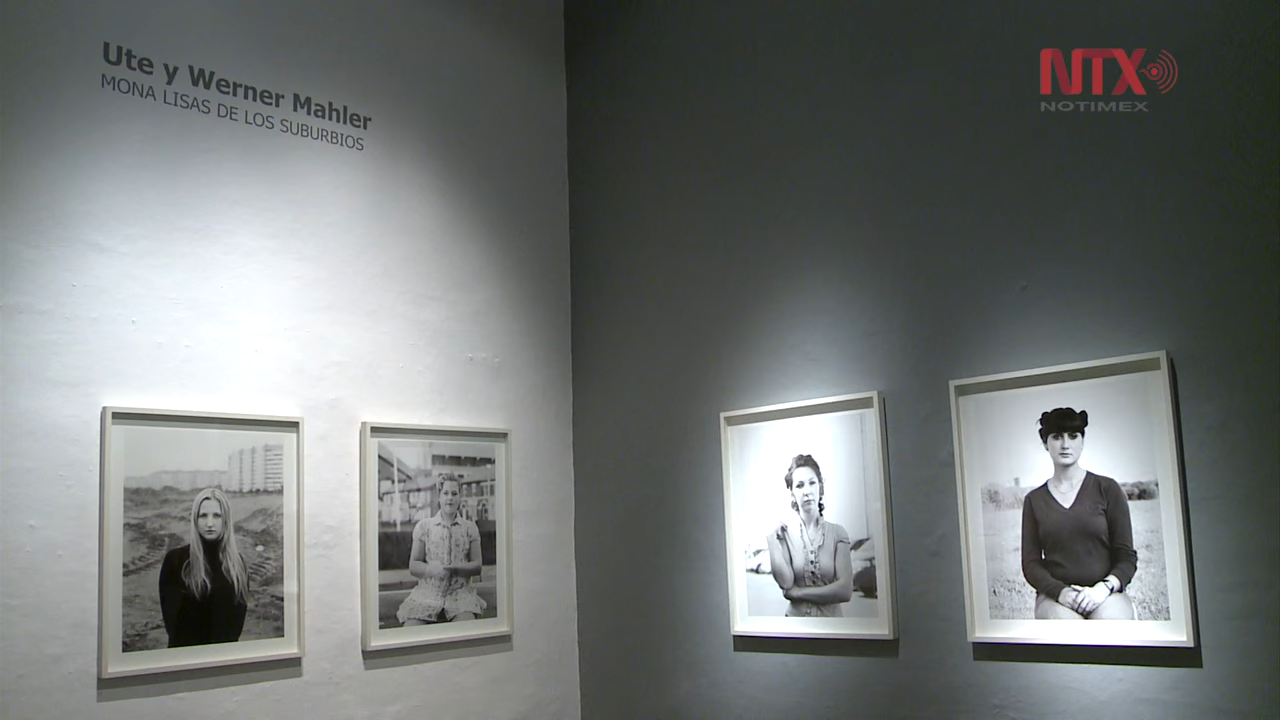 Ute y Werner Mahler
MONA LISAS DE LOS SUBURBIOS
NTX
NOTIMEX